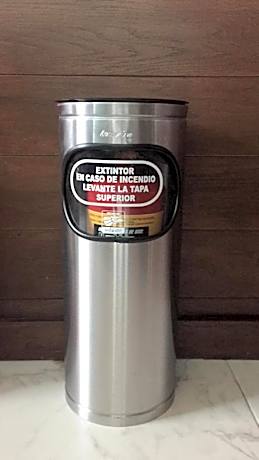 EXTINTOR
EN CASO DE INCENDIO
LEVANTE LA TAPA
SUPERIOR